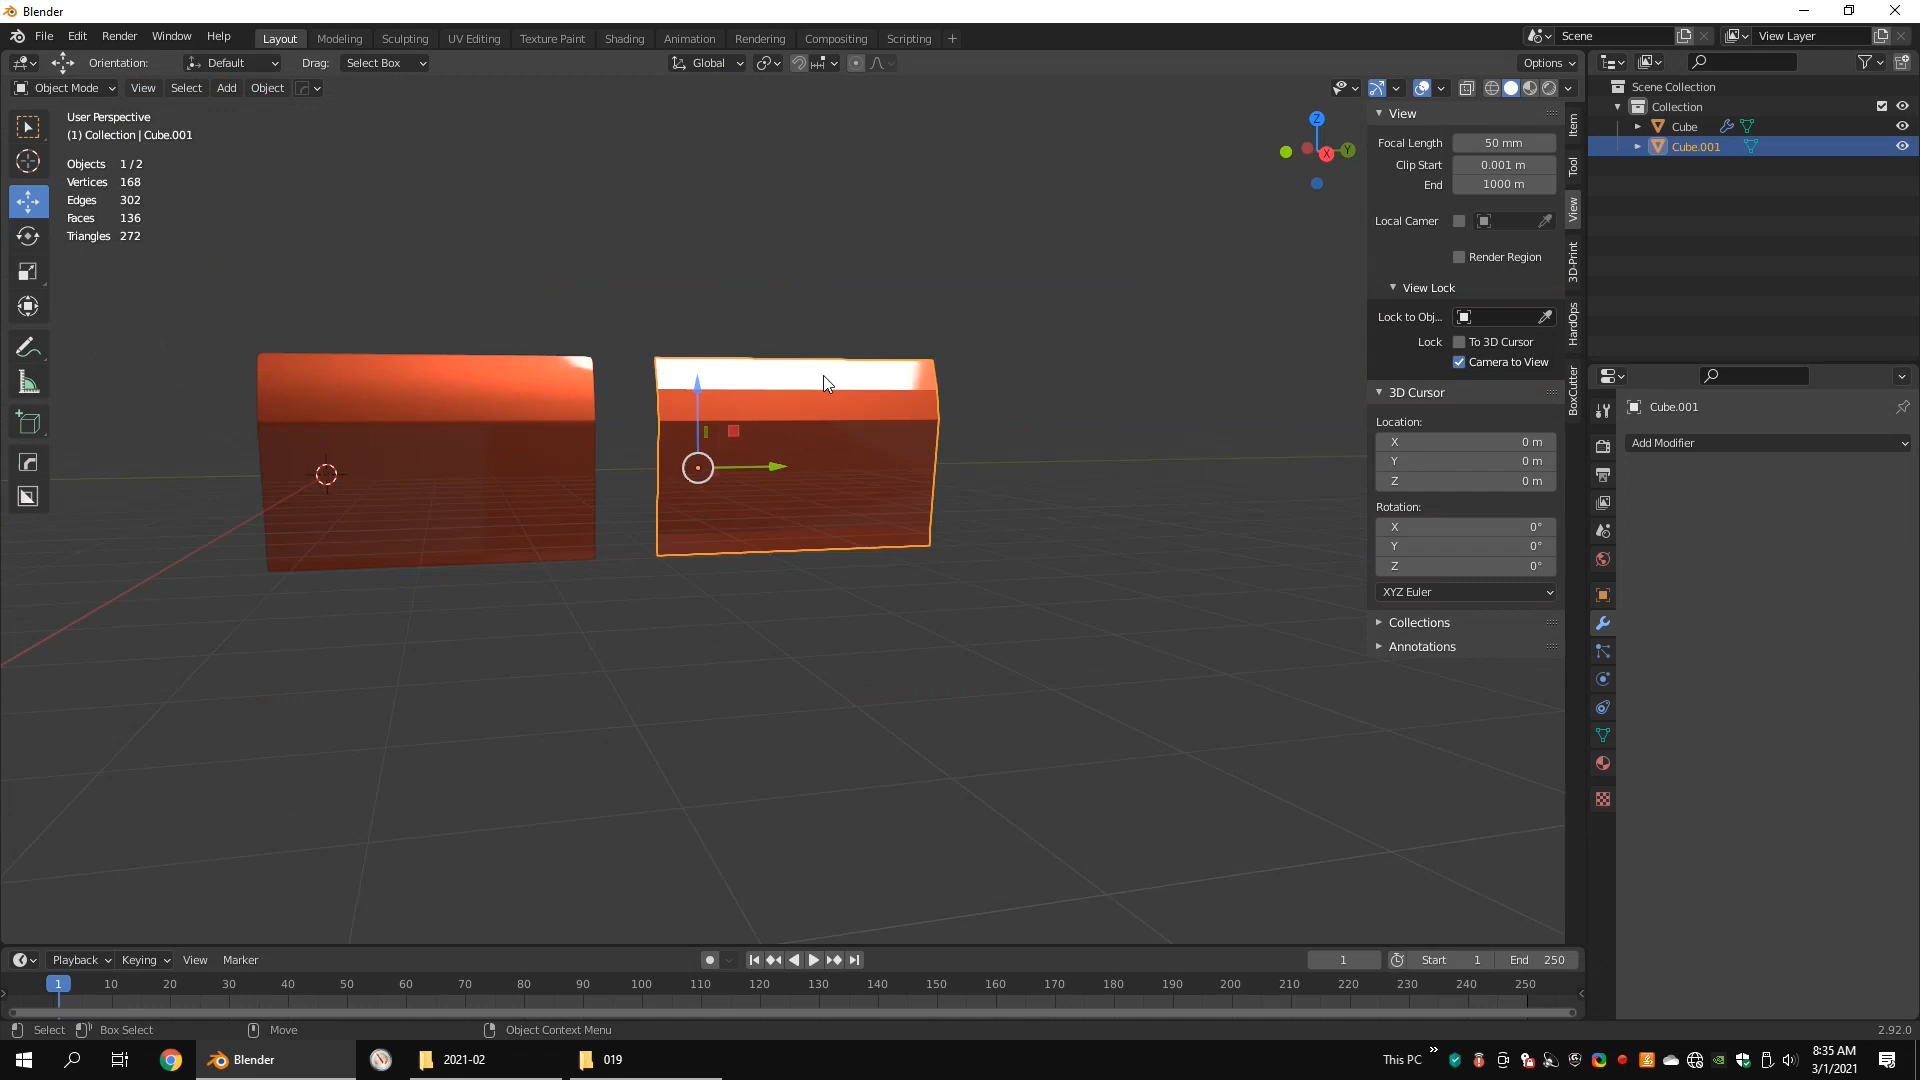 Blender
File Edit Render Window Help
Layout Modeling Sculpting UV Editing Texture Paint Shading Animation Rendering Compositing Scripting +
Scene
View Layer
Orientation: Default Drag: Select Box
Global
Options
Object Mode View Select Add Object
User Perspective
(1) Collection | Cube.001
Objects 1 / 2
Vertices 168
Edges 302
Faces 136
Triangles 272
Z
X
Y
View
Focal Length 50 mm
Clip Start 0.001 m
End 1000 m
Local Camer
Render Region
View Lock
Lock to Obj...
Lock To 3D Cursor
Camera to View
3D Cursor
Location:
X 0 m
Y 0 m
Z 0 m
Rotation:
X 0°
Y 0°
Z 0°
XYZ Euler
Collections
Annotations
Item
Tool
View
3D-Print
HardOps
BoxCutter
Scene Collection
Collection
Cube
Cube.001
Cube.001
Add Modifier
Playback Keying View Marker
1 Start 1 End 250
1 10 20 30 40 50 60 70 80 90 100 110 120 130 140 150 160 170 180 190 200 210 220 230 240 250
Select Box Select Move Object Context Menu
2.92.0
Blender 2021-02 019
This PC
8:35 AM
3/1/2021